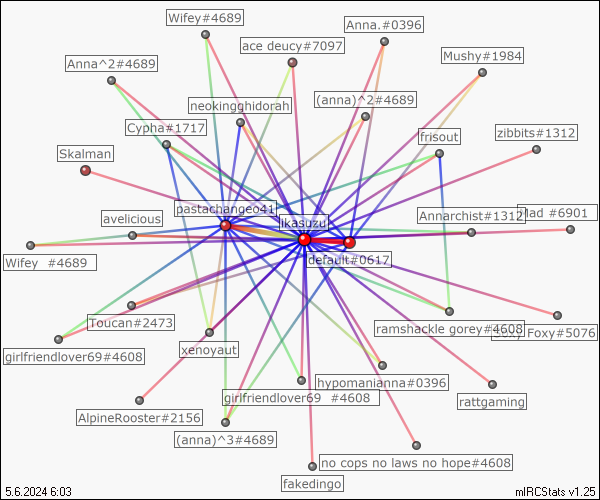 Wifey#4689
Anna.#0396
ace deucy#7097
Mushy#1984
Anna^2#4689
(anna)^2#4689
neokingghidorah
Cypha#1717
zibbits#1312
frisout
Skalman
pastachangeo41
Annarchist#1312
#6901
avelicious
likasuzu
default#0617
Wifey #4689
Toucan#2473
ramshackle gorey#4608
Foxy#5076
girlfriendlover69#4608
xenoyaut
hypomanianna#0396
girlfriendlover69 #4608
rattgaming
AlpineRooster#2156
(anna)^3#4689
no cops no laws no hope#4608
fakedingo
5.6.2024 6:03
mIRCStats v1.25